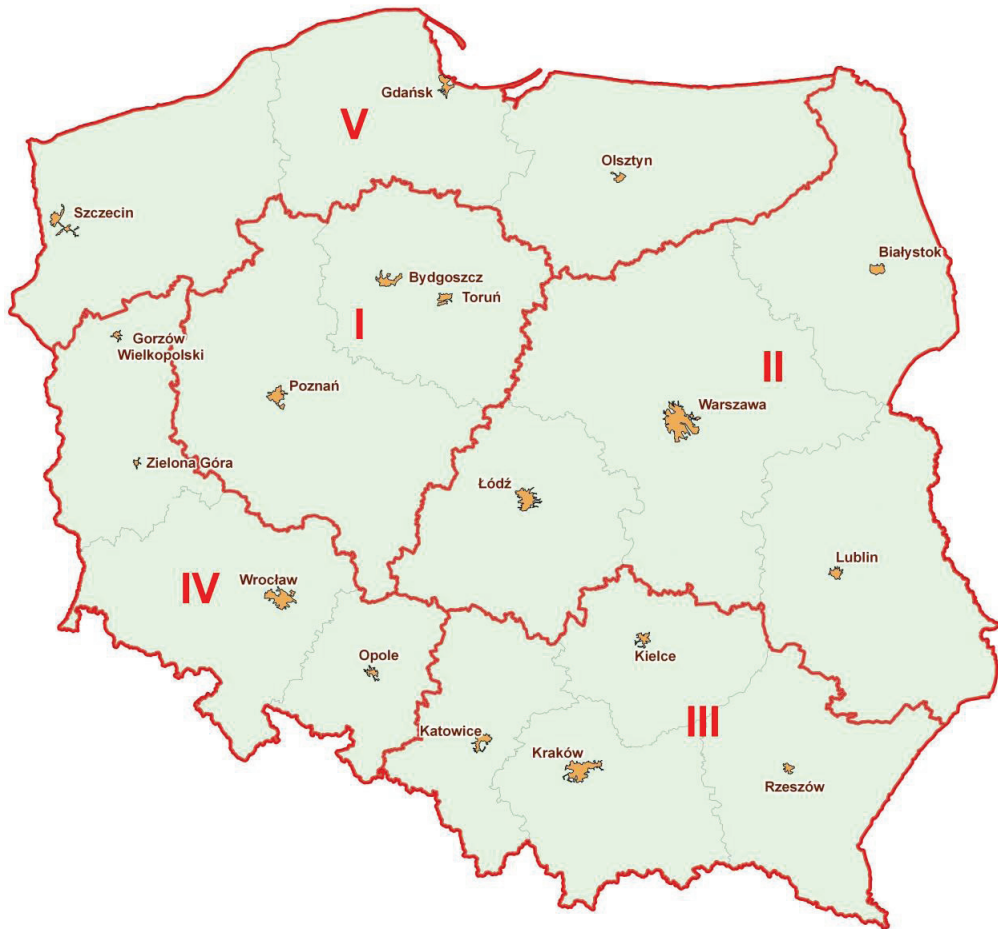 Gdańsk
V
Olsztyn
Szczecin
Białystok
Bydgoszcz
Toruń
I
Gorzów
Wielkopolski
II
Poznań
Warszawa
Zielona Góra
Łódź
Lublin
IV
Wrocław
Opole
Kielce
III
Katowice
Kraków
Rzeszów